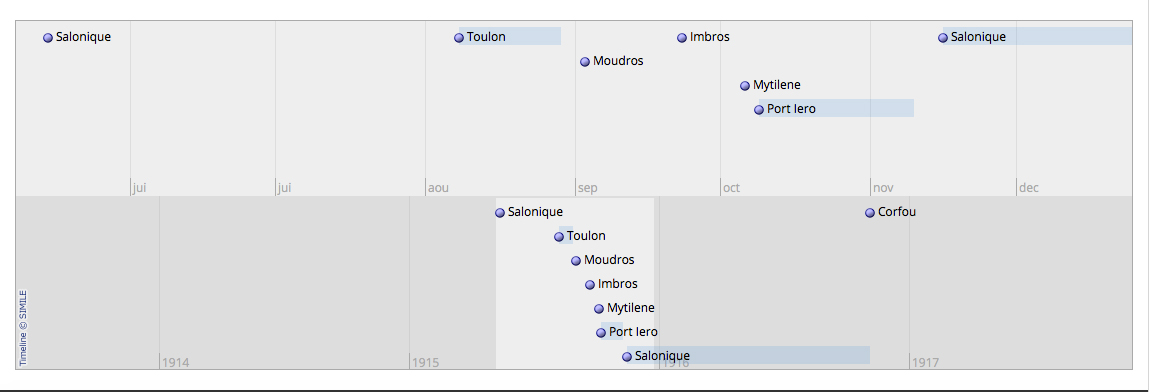 Salonique Toulon Imbros Salonique
Moudros
Mytilene
Port Iero
jui jui aou sep oct nov dec
Salonique Corfou
Toulon
Moudros
Imbros
Mytilene
Port Iero
Salonique
1914 1915 1916 1917
Timeline © SIMILE